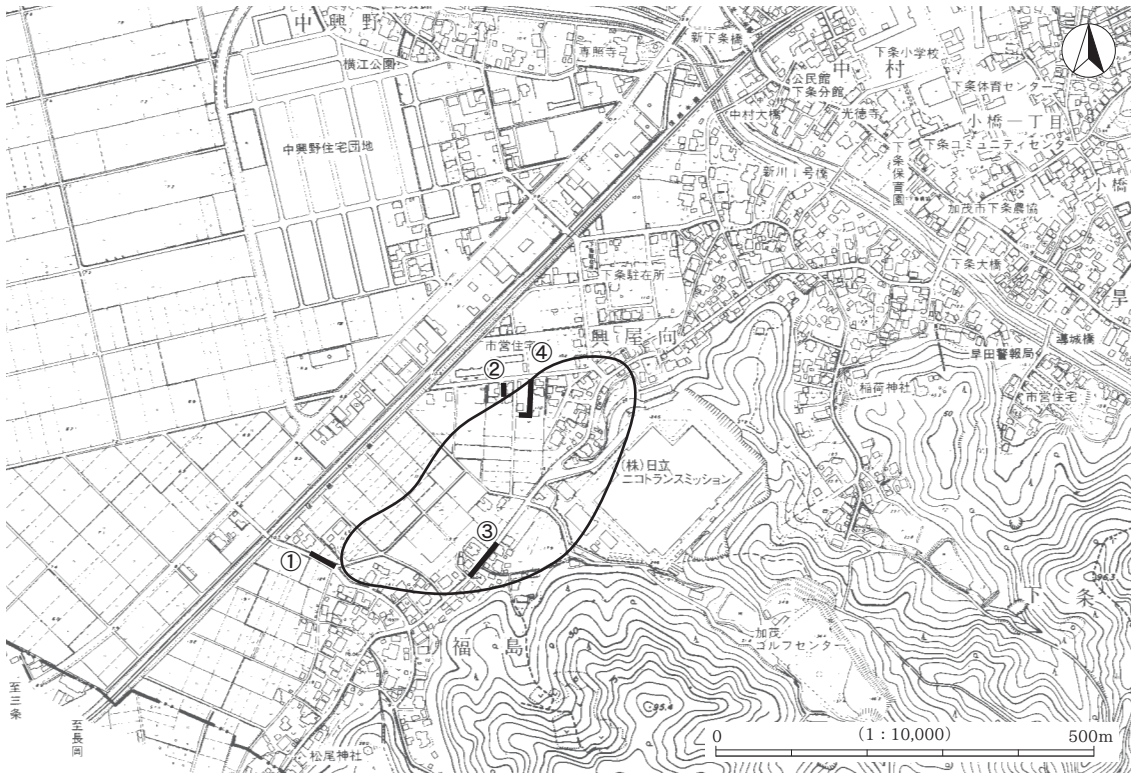 中興野
横江公園
専照寺
新下条橋
下条小学校
中村
公民館
下条分館
下条体育センター
中村大橋
光徳寺
小橋一丁目
下条コミュニティセンター
中興野住宅団地
新川1号橋
下条保育園
小橋
加茂市下条農協
下条駐在所
下条大橋
興屋向
市営住宅
④
②
早田警報局
導城橋
稲荷神社
市営住宅
50
(株)日立
ニコトランスミッション
③
①
96.3
下条
福島
50
加茂
ゴルフセンター
95.4
至三条
至長岡
松尾神社
0
(1：10,000)
500m